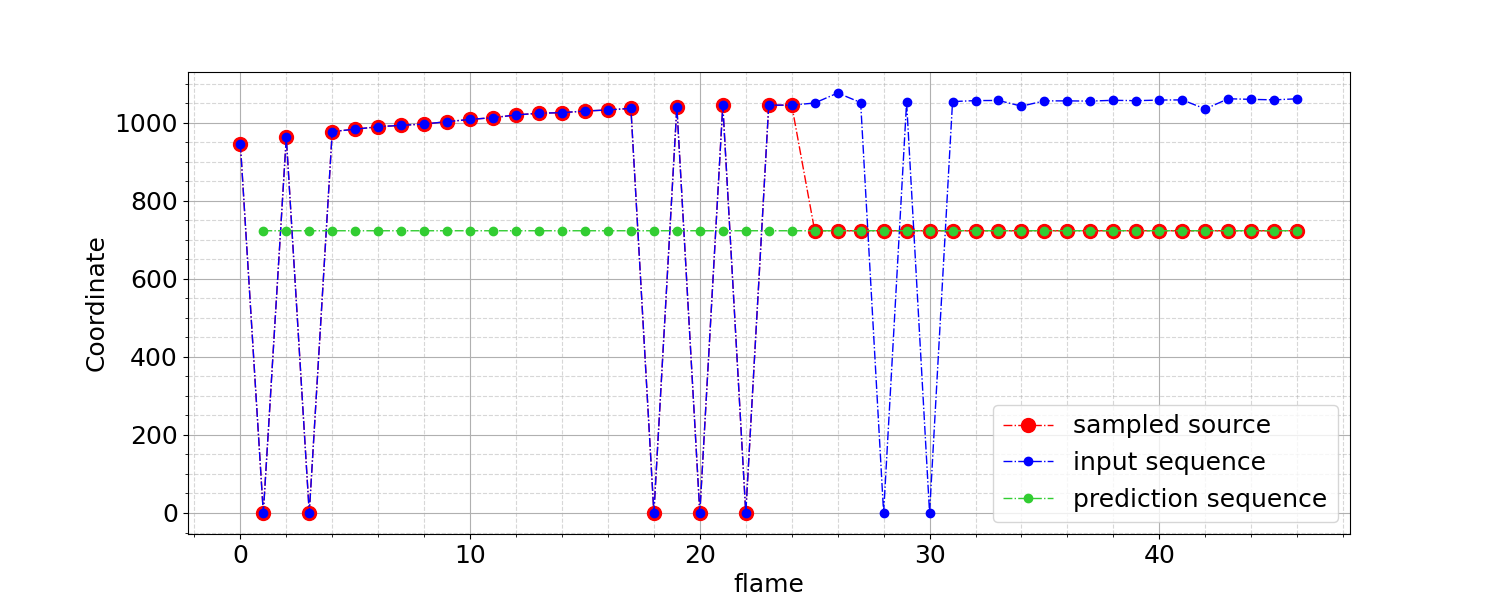 1000
800
600
400
200
0
Coordinate
sampled source
input sequence
prediction sequence
0 10 20 30 40
flame